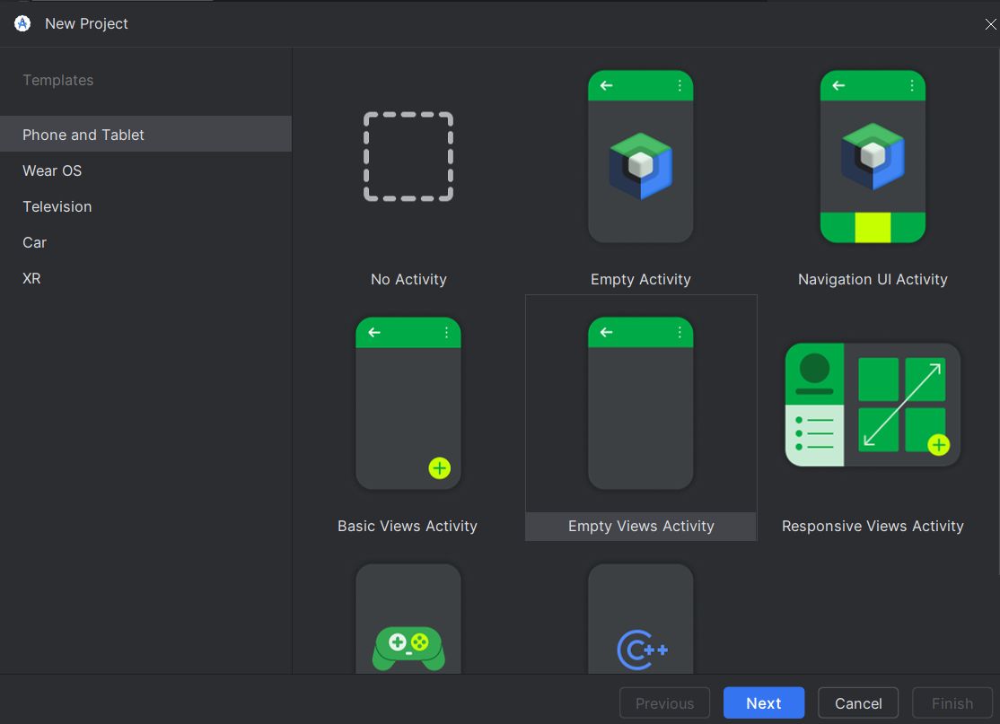 New Project
Templates
Phone and Tablet
Wear OS
Television
Car
XR
No Activity
Empty Activity
Navigation UI Activity
Basic Views Activity
Empty Views Activity
Responsive Views Activity
C++
Previous
Next
Cancel
Finish